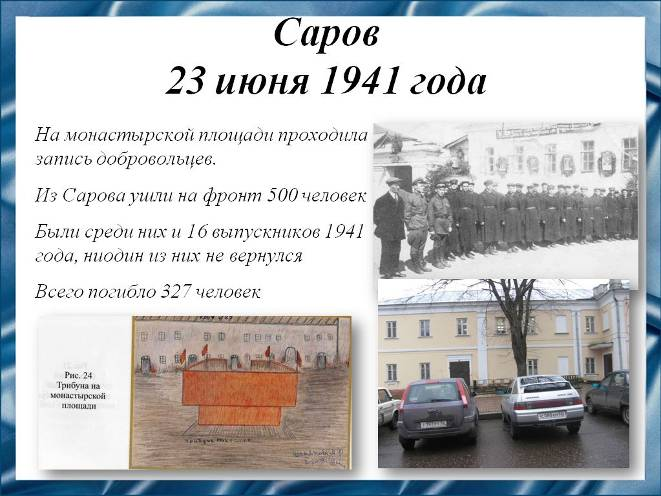 Саров
23 июня 1941 года
На монастырской площади проходила
запись добровольцев.
Из Сарова ушли на фронт 500 человек
Были среди них и 16 выпускников 1941
года, ниодин из них не вернулся
Всего погибло 327 человек
Рис. 24
Трибуна на
монастырской
площади